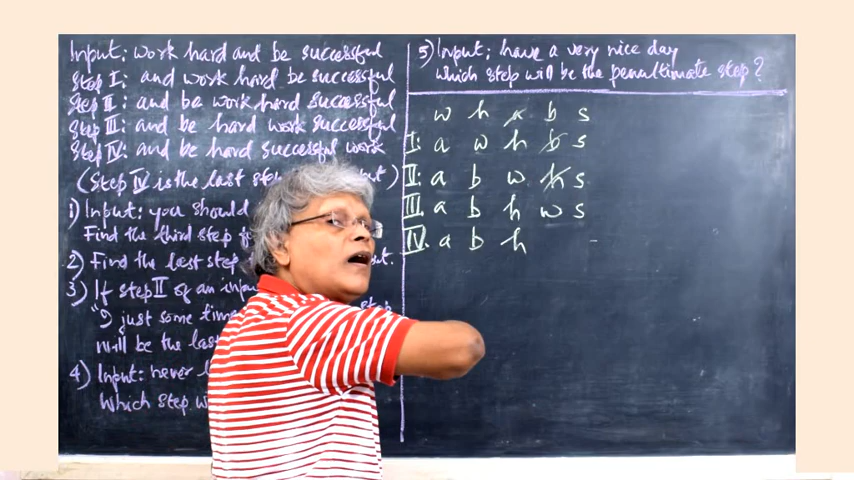 Input: work hard and be successful
Step I: and work hard be successful
Step II: and be work hard successful
Step III: and be hard work successful
Step IV: and be hard successful work
(Step IV is the last
1) Input: you should
Find the third step
2) Find the last step
3) If step II of an
"I just some time
will be the
4) Input: never
Which step
5) Input: have a very nice day
which step will be the penaltimate step?
w h a b s
I: a w h b s
II: a b w h s
III. a b h w s
IV. a b h